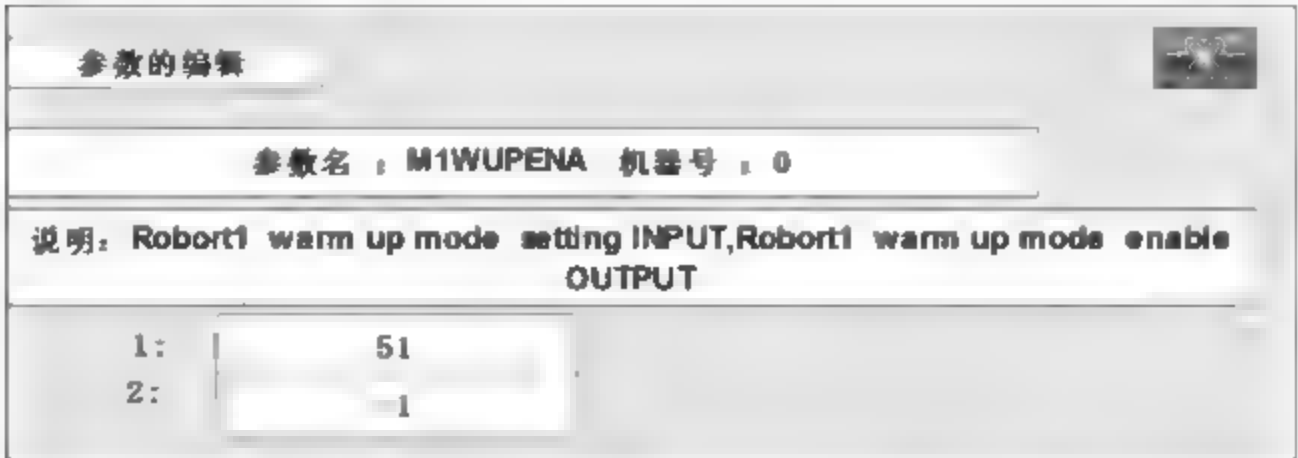 参数的编辑
参数名：M1WUPENA 机器号：0
说明：Robort1 warm up mode setting INPUT,Robort1 warm up mode enable
OUTPUT
1: 51
2: -1